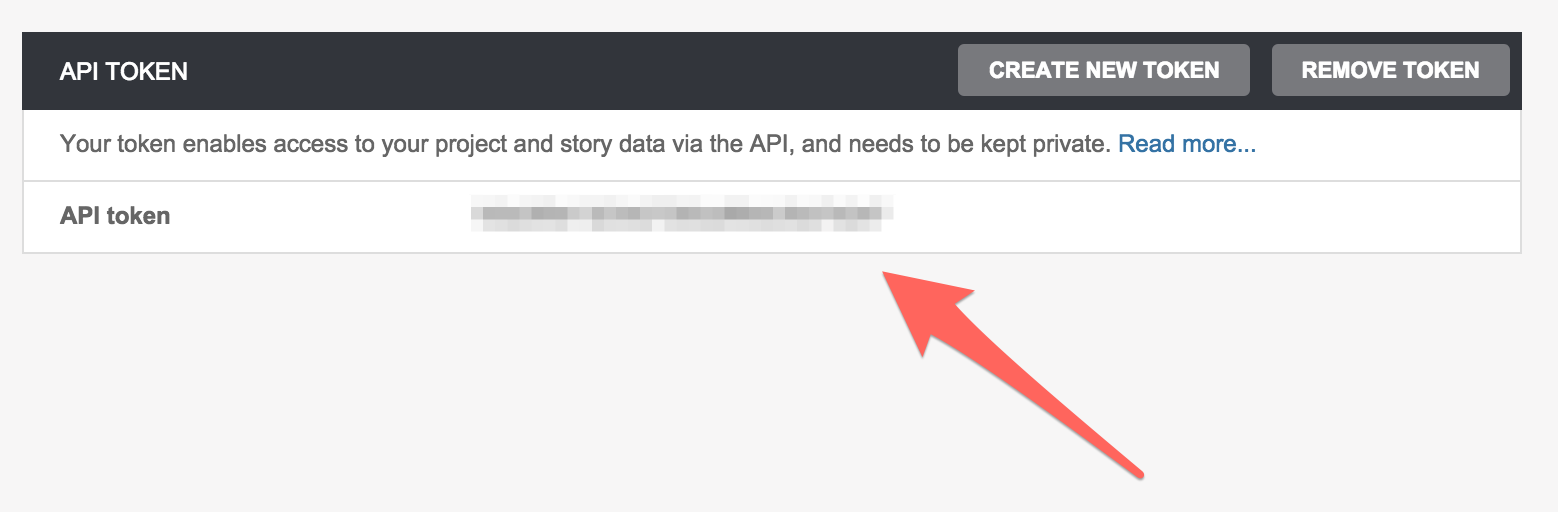 API TOKEN CREATE NEW TOKEN REMOVE TOKEN
Your token enables access to your project and story data via the API, and needs to be kept private. Read more...
API token